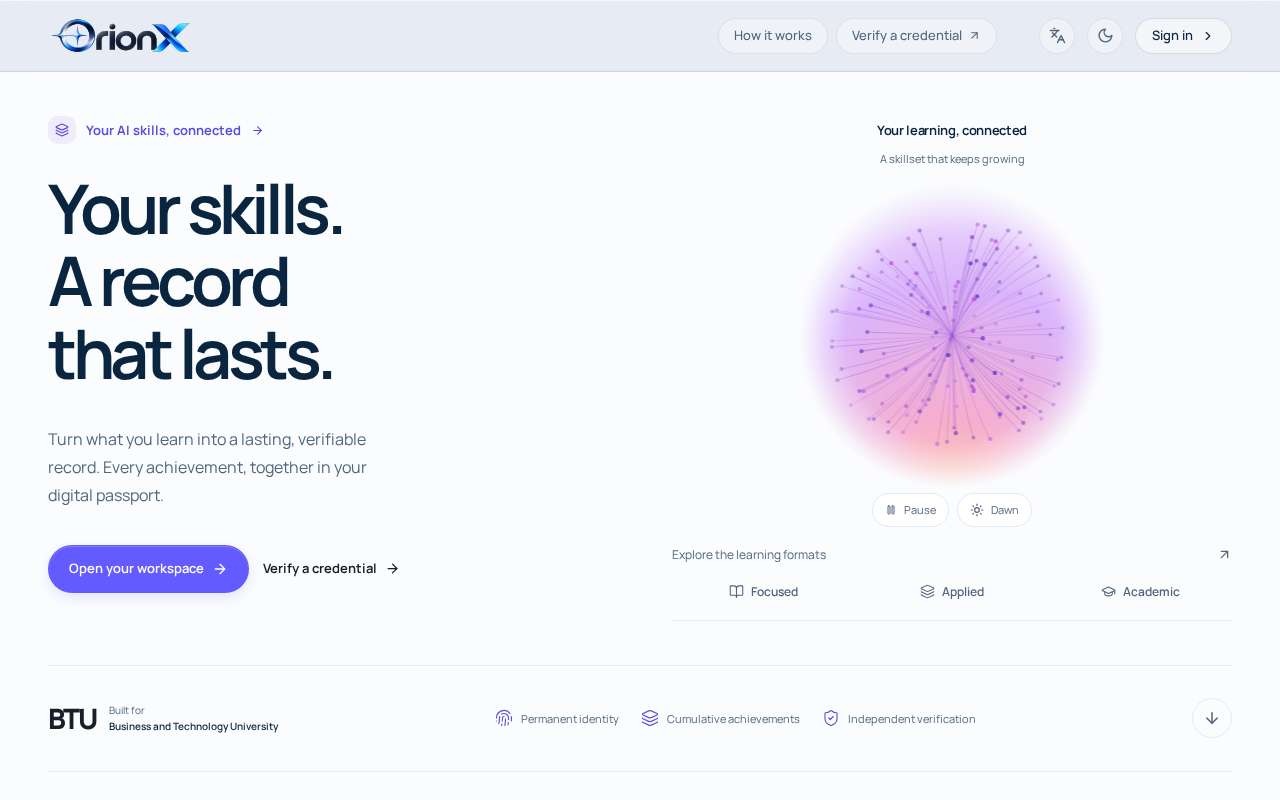 OrionX
How it works
Verify a credential
Sign in
Your AI skills, connected
Your skills.
A record
that lasts.
Turn what you learn into a lasting, verifiable
record. Every achievement, together in your
digital passport.
Open your workspace
Verify a credential
Your learning, connected
A skillset that keeps growing
Pause
Dawn
Explore the learning formats
Focused
Applied
Academic
BTU
Built for
Business and Technology University
Permanent identity
Cumulative achievements
Independent verification